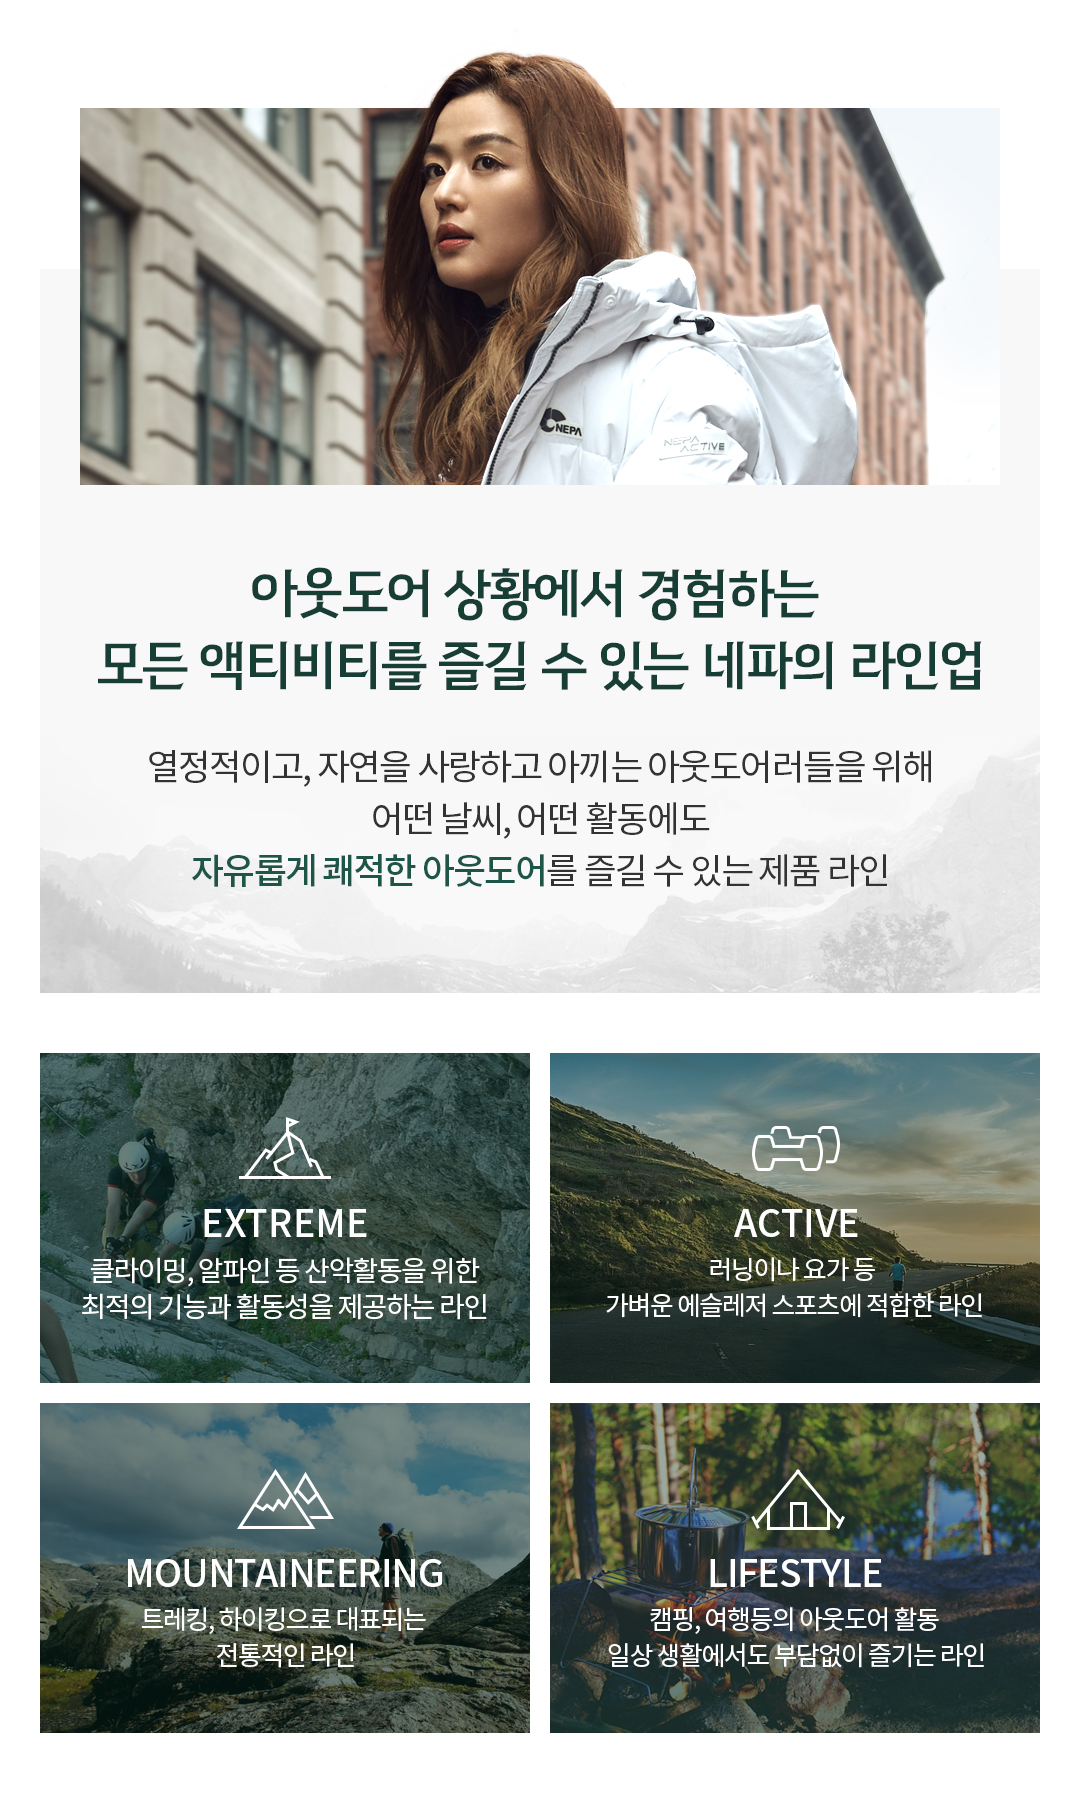 NEPA
NEPA
ACTIVE
아웃도어 상황에서 경험하는
모든 액티비티를 즐길 수 있는 네파의 라인업
열정적이고, 자연을 사랑하고 아끼는 아웃도어러들을 위해
어떤 날씨, 어떤 활동에도
자유롭게 쾌적한 아웃도어를 즐길 수 있는 제품 라인
EXTREME
클라이밍, 알파인 등 산악활동을 위한
최적의 기능과 활동성을 제공하는 라인
ACTIVE
러닝이나 요가 등
가벼운 에슬레저 스포츠에 적합한 라인
MOUNTAINEERING
트레킹, 하이킹으로 대표되는
전통적인 라인
LIFESTYLE
캠핑, 여행등의 아웃도어 활동
일상 생활에서도 부담없이 즐기는 라인